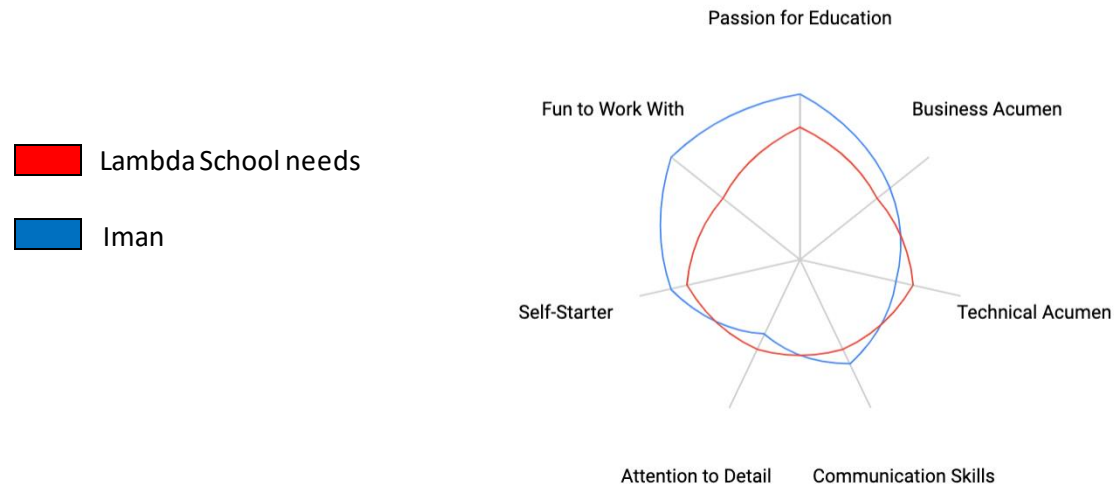 Passion for Education
Fun to Work With
Business Acumen
Lambda School needs
Iman
Self-Starter
Technical Acumen
Attention to Detail
Communication Skills